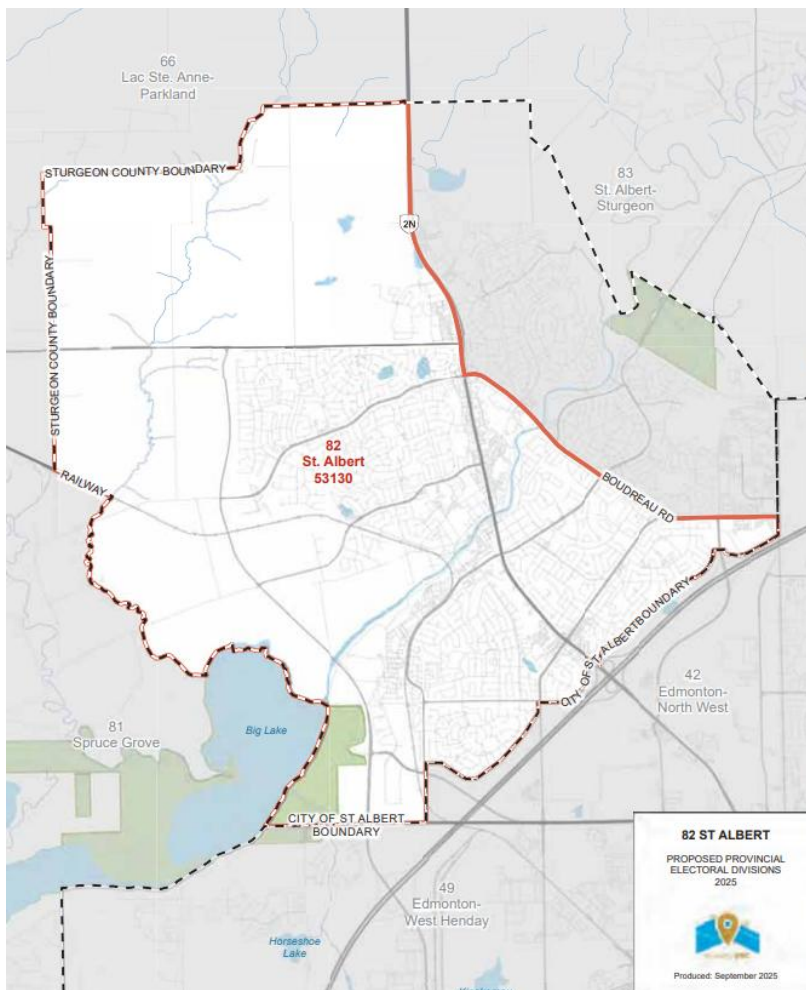 66
Lac Ste. Anne-
Parkland
STURGEON COUNTY BOUNDARY
83
St. Albert-
Sturgeon
2N
STURGEON COUNTY BOUNDARY
82
St. Albert
53130
RAILWAY
BOUDREAU RD
CITY OF ST ALBERT BOUNDARY
42
Edmonton-
North West
81
Spruce Grove
Big Lake
CITY OF ST ALBERT
BOUNDARY
49
Edmonton-
West Henday
Horseshoe
Lake
82 ST ALBERT
PROPOSED PROVINCIAL
ELECTORAL DIVISIONS
2025
Produced: September 2025